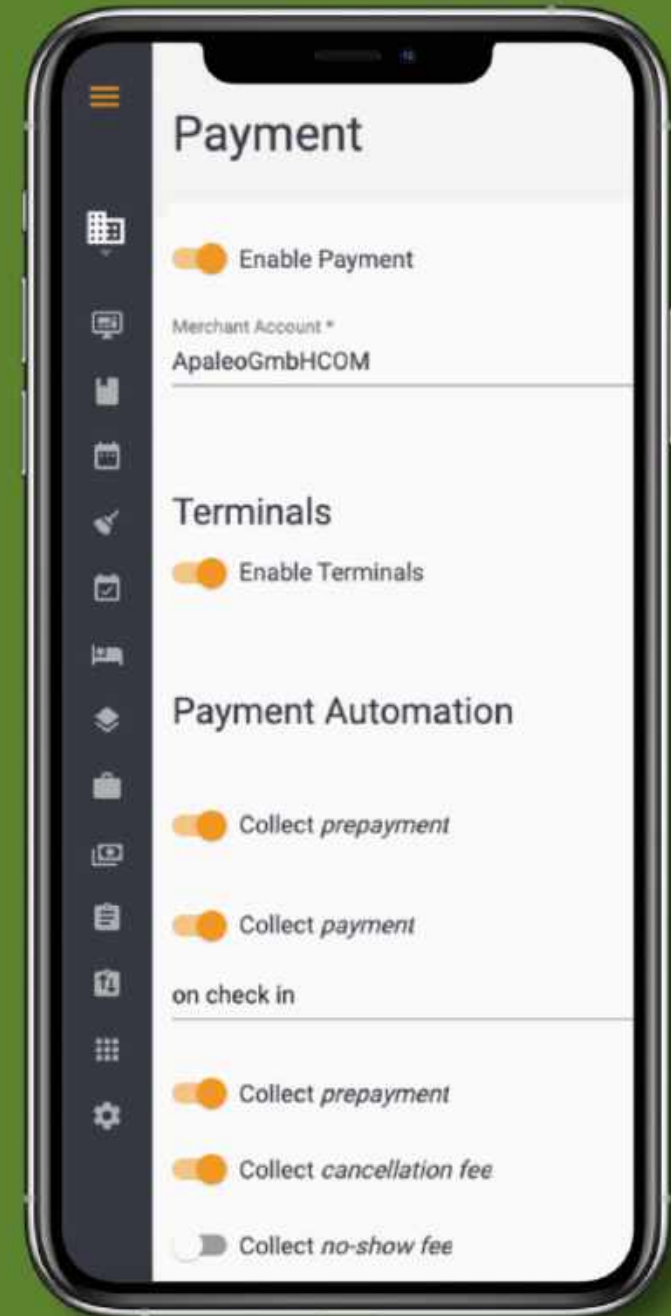 Payment
Enable Payment
Merchant Account *
ApaleoGmbHCOM
Terminals
Enable Terminals
Payment Automation
Collect prepayment
Collect payment
on check in
Collect prepayment
Collect cancellation fee
Collect no-show fee